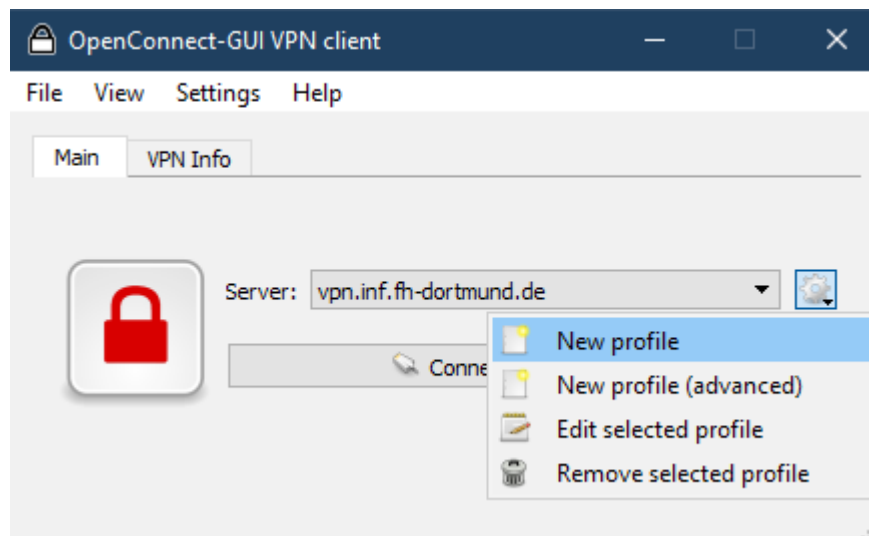 OpenConnect-GUI VPN client
File View Settings Help
Main VPN Info
Server: vpn.inf.fh-dortmund.de
New profile
Conne
New profile (advanced)
Edit selected profile
Remove selected profile